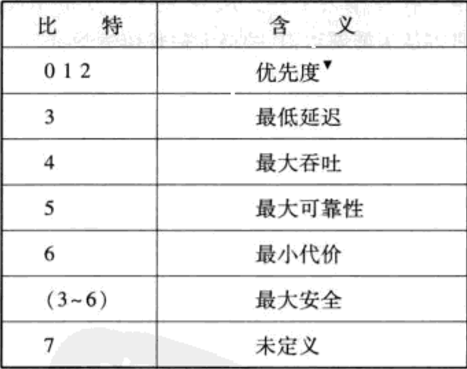 比 特 含 义
0 1 2 优先度▼
3 最低延迟
4 最大吞吐
5 最大可靠性
6 最小代价
(3~6) 最大安全
7 未定义